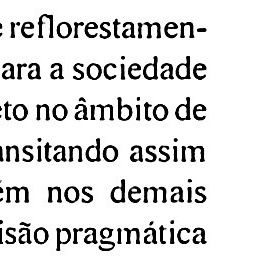 e reflorestamen-
ara a sociedade
eto no âmbito de
ansitando assim
ém nos demais
isão pragmática